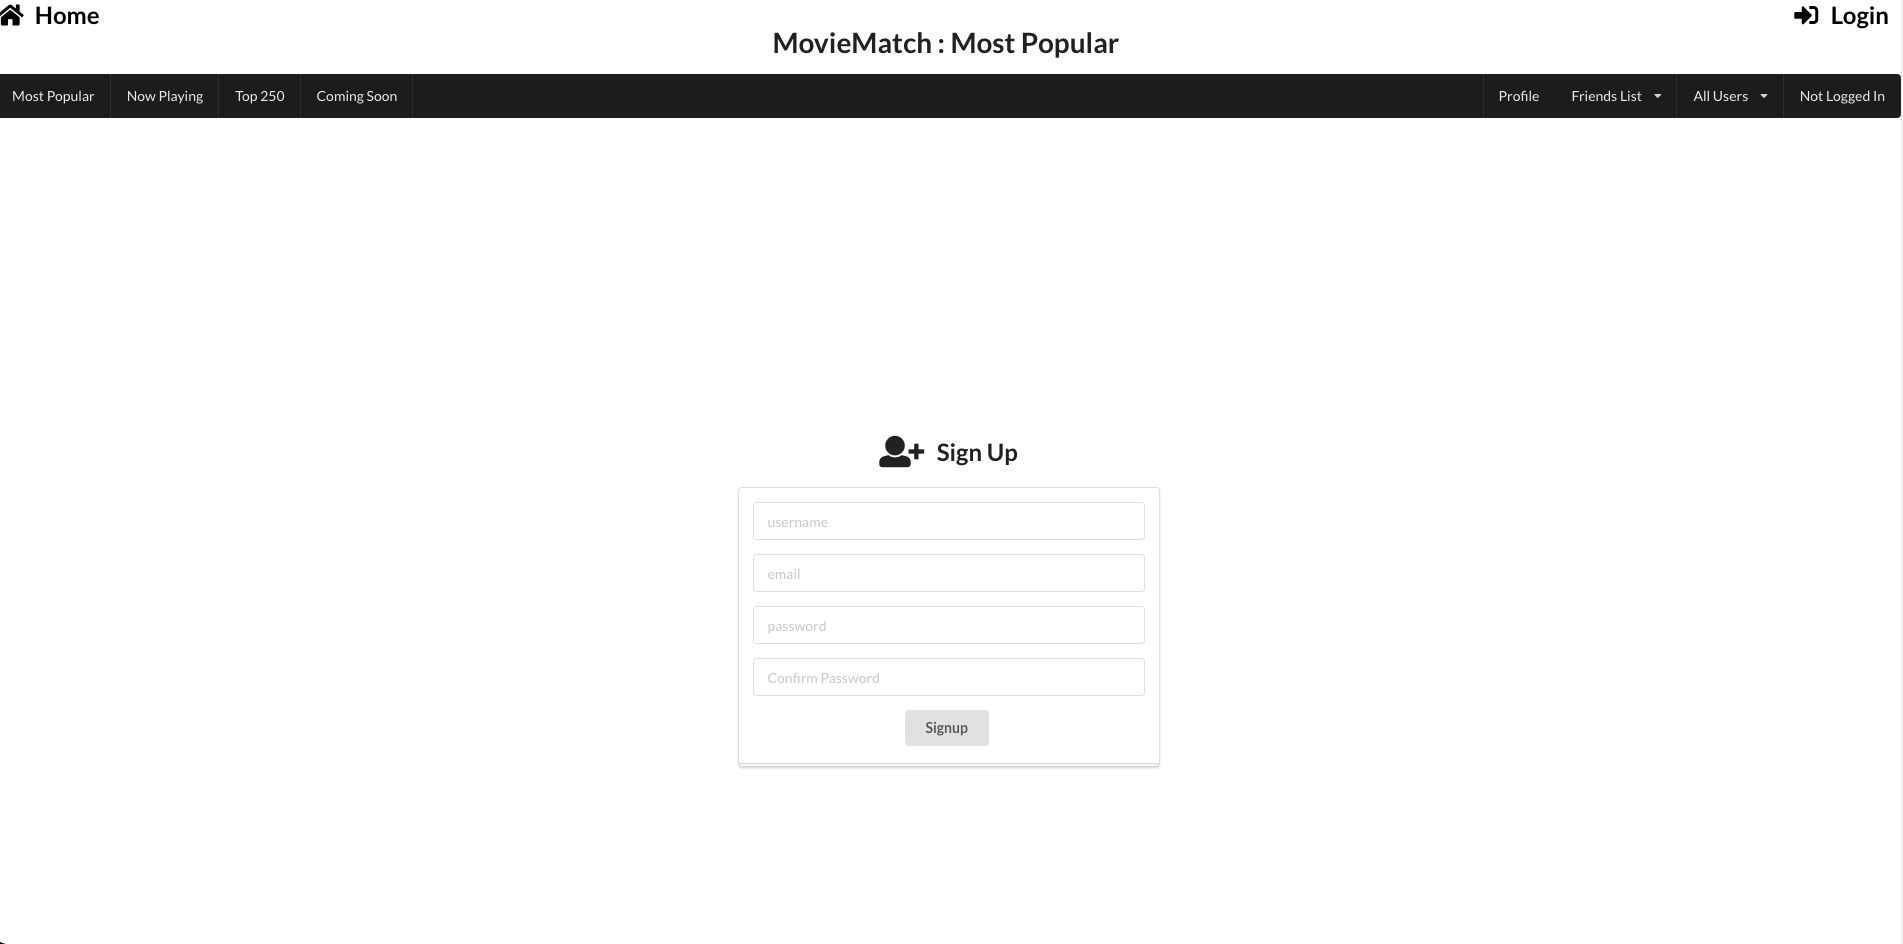 Home
Login
MovieMatch : Most Popular
Most Popular
Now Playing
Top 250
Coming Soon
Profile
Friends List
All Users
Not Logged In
Sign Up
username
email
password
Confirm Password
Signup